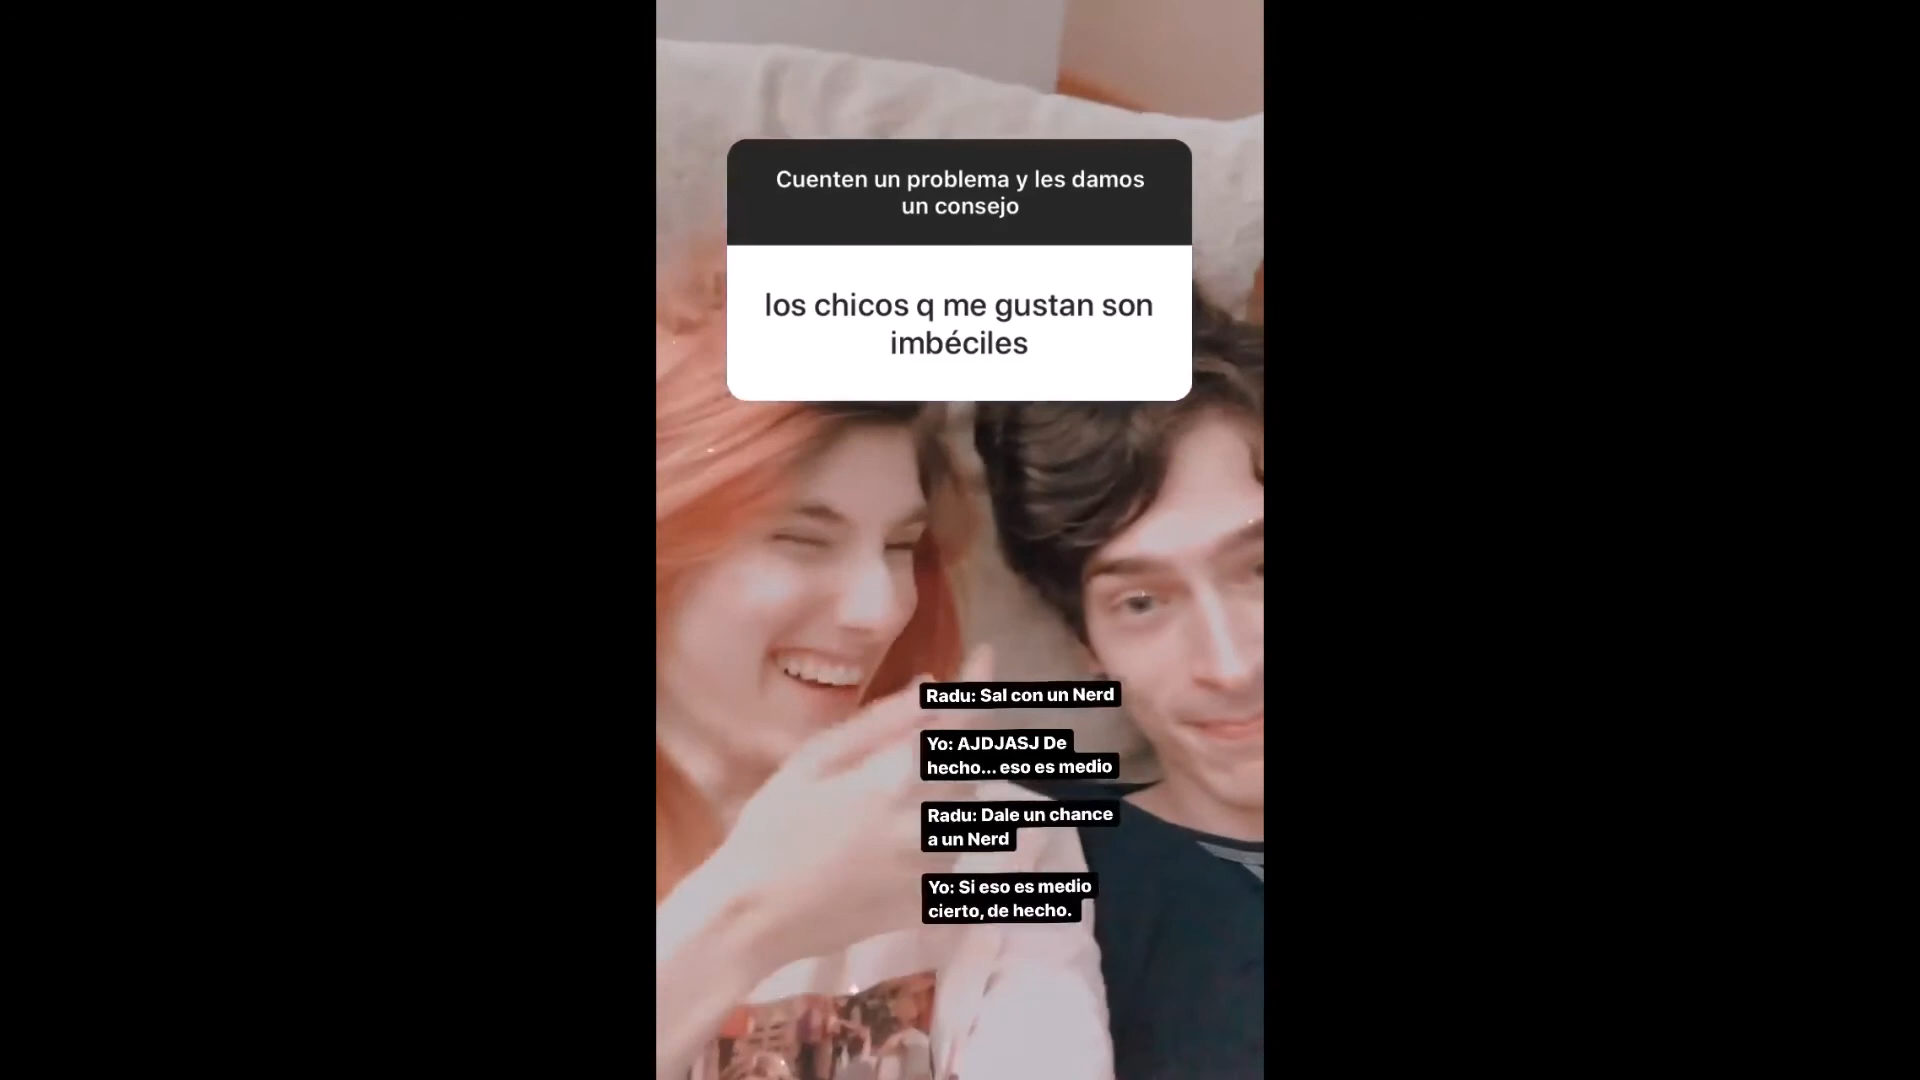 Cuenten un problema y les damos
un consejo
los chicos q me gustan son
imbéciles
Radu: Sal con un Nerd
Yo: AJDJASJ De
hecho... eso es medio
Radu: Dale un chance
a un Nerd
Yo: Si eso es medio
cierto, de hecho.